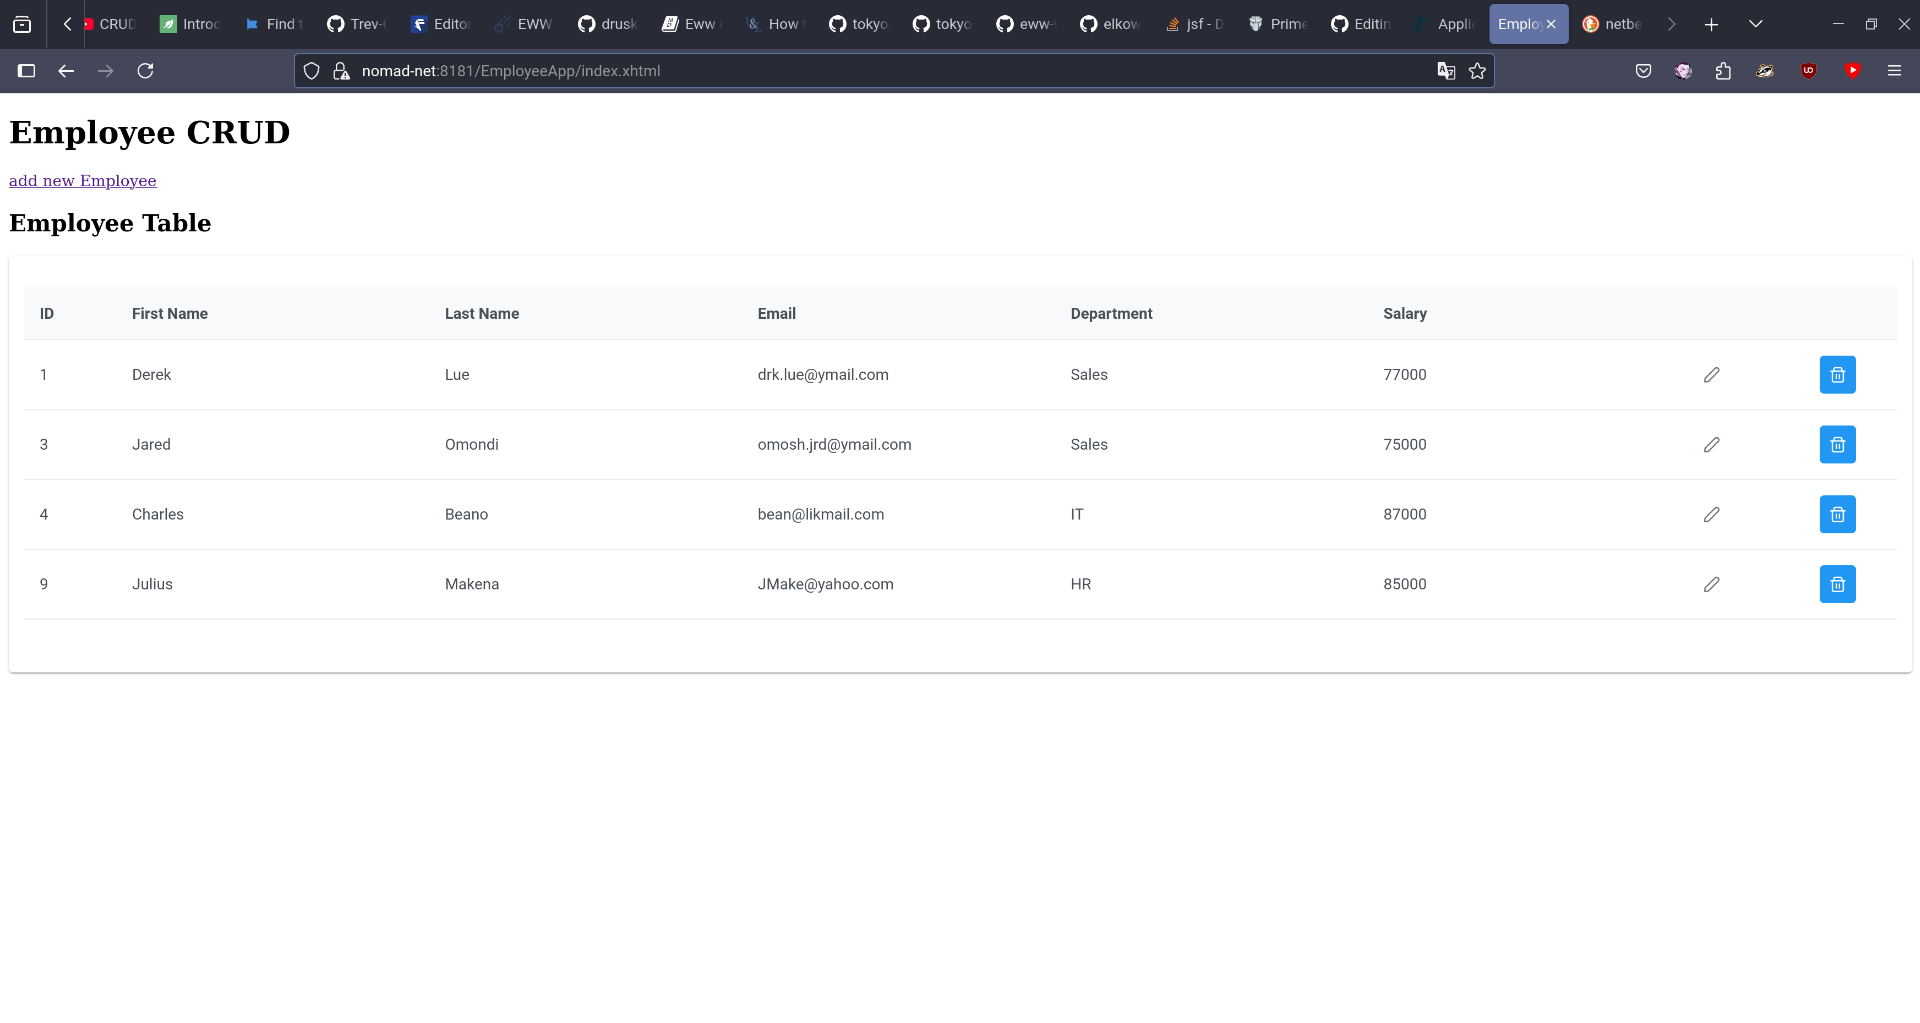 CRUD Introd Find t Trev-( Editor EWW drusk Eww How tokyo tokyo eww- elkow jsf - D Prime Editin Appli Emplo netbe
nomad-net:8181/EmployeeApp/index.xhtml
Employee CRUD
add new Employee
Employee Table
ID First Name Last Name Email Department Salary
1 Derek Lue drk.lue@ymail.com Sales 77000
3 Jared Omondi omosh.jrd@ymail.com Sales 75000
4 Charles Beano bean@likmail.com IT 87000
9 Julius Makena JMake@yahoo.com HR 85000